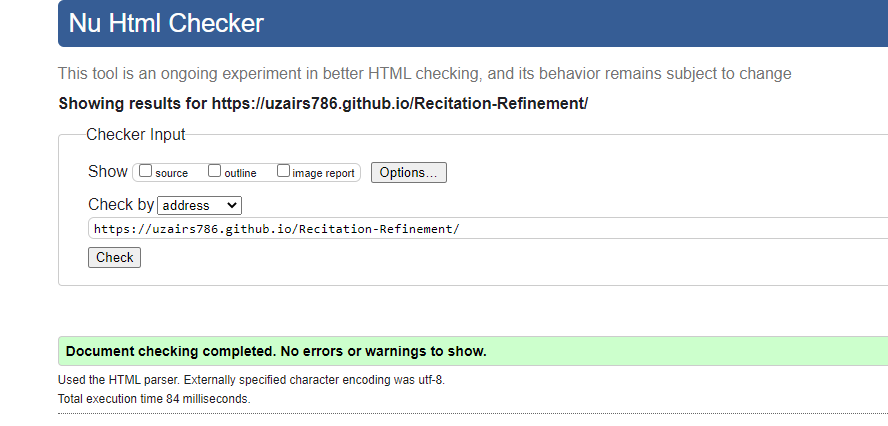 Nu Html Checker
This tool is an ongoing experiment in better HTML checking, and its behavior remains subject to change
Showing results for https://uzairs786.github.io/Recitation-Refinement/
Checker Input
Show source outline image report Options...
Check by address
https://uzairs786.github.io/Recitation-Refinement/
Check
Document checking completed. No errors or warnings to show.
Used the HTML parser. Externally specified character encoding was utf-8.
Total execution time 84 milliseconds.